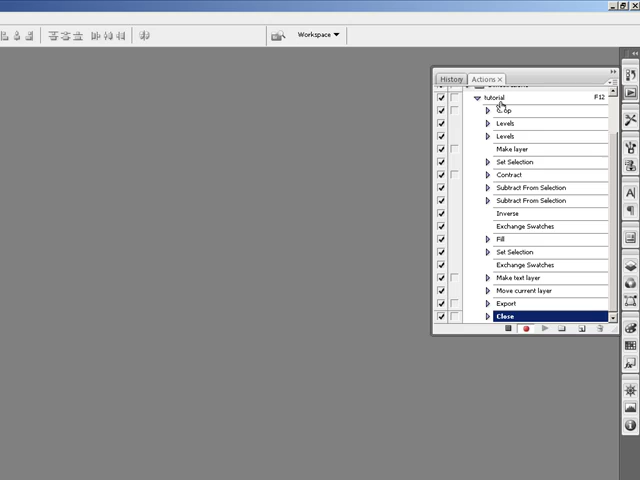 Workspace
History Actions ×
tutorial F12
Crop
Levels
Levels
Make layer
Set Selection
Contract
Subtract From Selection
Subtract From Selection
Inverse
Exchange Swatches
Fill
Set Selection
Exchange Swatches
Make text layer
Move current layer
Export
Close